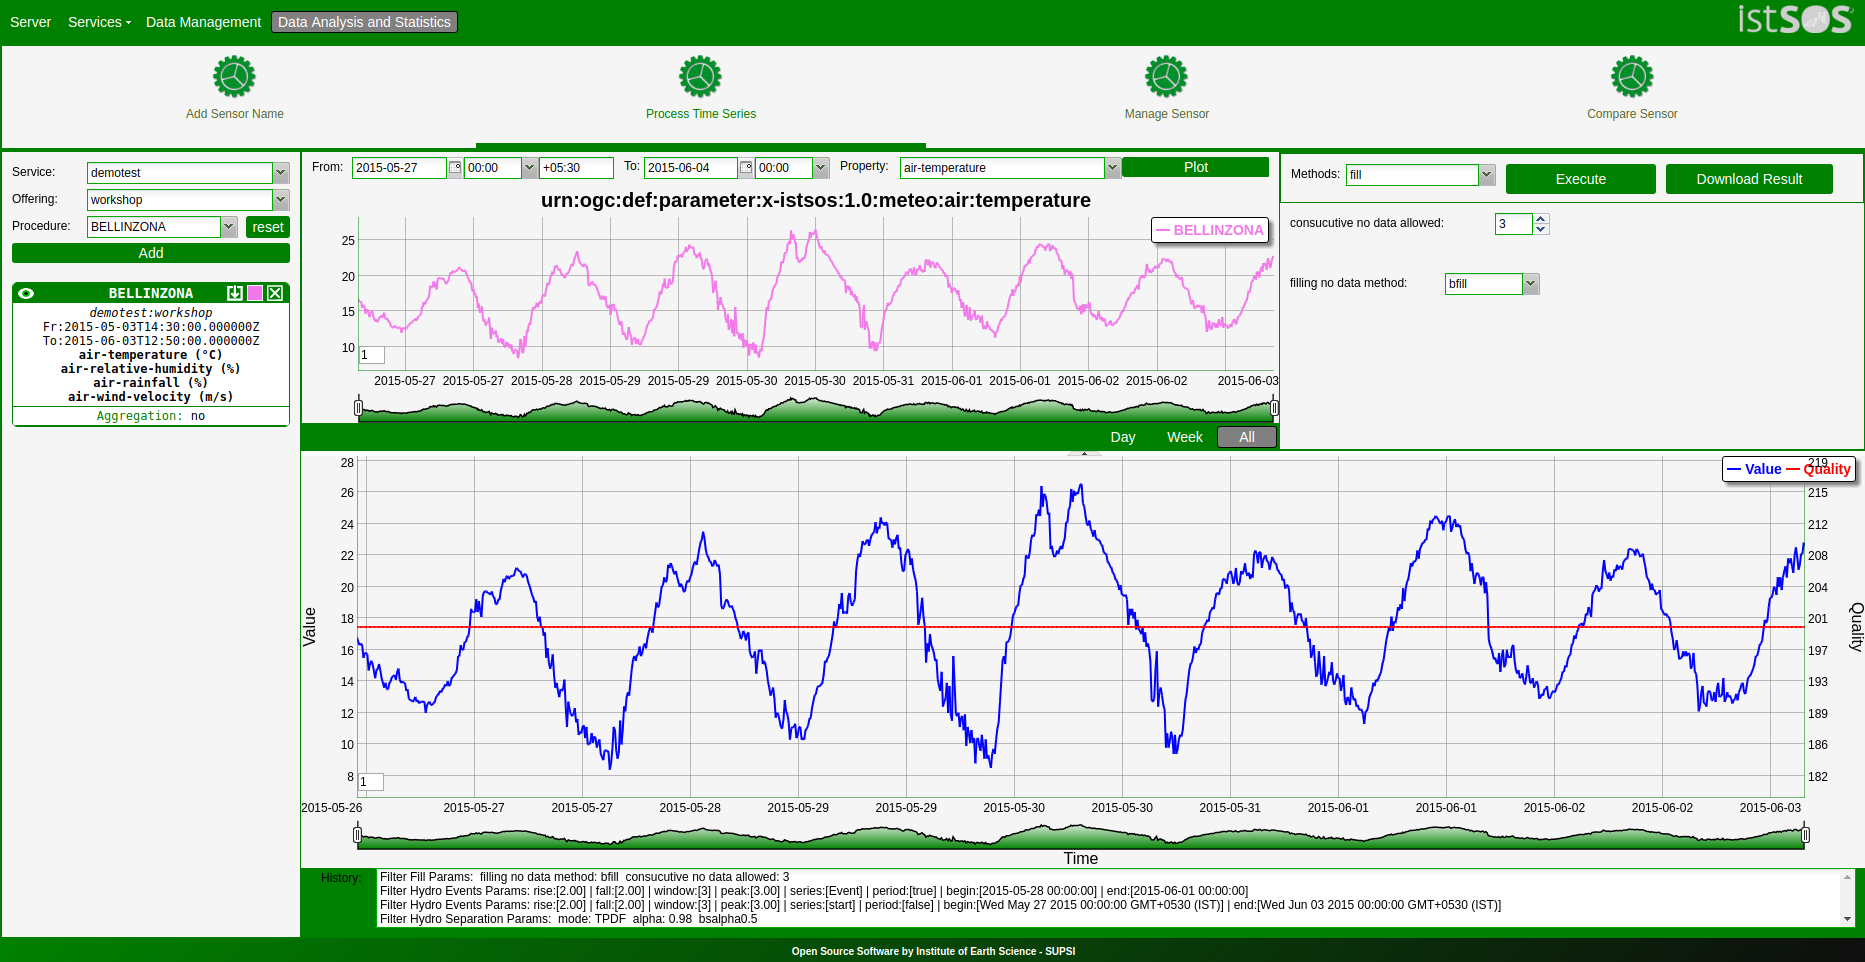 Server Services Data Management Data Analysis and Statistics istSOS
Add Sensor Name Process Time Series Manage Sensor Compare Sensor
Service: demotest
Offering: workshop
Procedure: BELLINZONA reset
Add
BELLINZONA
demotest:workshop
Fr:2015-05-03T14:30:00.000000Z
To:2015-06-03T12:50:00.000000Z
air-temperature (°C)
air-relative-humidity (%)
air-rainfall (%)
air-wind-velocity (m/s)
Aggregation: no
From: 2015-05-27 00:00 +05:30 To: 2015-06-04 00:00 Property: air-temperature Plot
urn:ogc:def:parameter:x-istsos:1.0:meteo:air:temperature
BELLINZONA
25
20
15
10
1
2015-05-27 2015-05-27 2015-05-28 2015-05-29 2015-05-29 2015-05-30 2015-05-30 2015-05-31 2015-06-01 2015-06-01 2015-06-02 2015-06-02 2015-06-03
Day Week All
Methods: fill Execute Download Result
consucutive no data allowed: 3
filling no data method: bfill
Value Quality
28 219
26 215
24 212
22 208
20 204
18 201
16 197
14 193
12 189
10 186
8 182
Value
Quality
1
2015-05-26 2015-05-27 2015-05-27 2015-05-28 2015-05-29 2015-05-29 2015-05-30 2015-05-30 2015-05-31 2015-06-01 2015-06-01 2015-06-02 2015-06-02 2015-06-03
Time
History:
Filter Fill Params: filling no data method: bfill consucutive no data allowed: 3
Filter Hydro Events Params: rise:[2.00] | fall:[2.00] | window:[3] | peak:[3.00] | series:[Event] | period:[true] | begin:[2015-05-28 00:00:00] | end:[2015-06-01 00:00:00]
Filter Hydro Events Params: rise:[2.00] | fall:[2.00] | window:[3] | peak:[3.00] | series:[start] | period:[false] | begin:[Wed May 27 2015 00:00:00 GMT+0530 (IST)] | end:[Wed Jun 03 2015 00:00:00 GMT+0530 (IST)]
Filter Hydro Separation Params: mode: TPDF alpha: 0.98 bsalpha0.5
Open Source Software by Institute of Earth Science - SUPSI